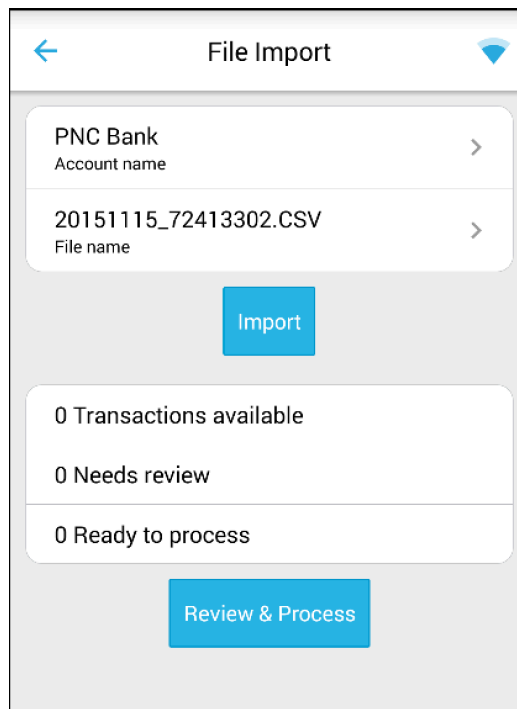 File Import
PNC Bank
Account name
20151115_72413302.CSV
File name
Import
0 Transactions available
0 Needs review
0 Ready to process
Review & Process